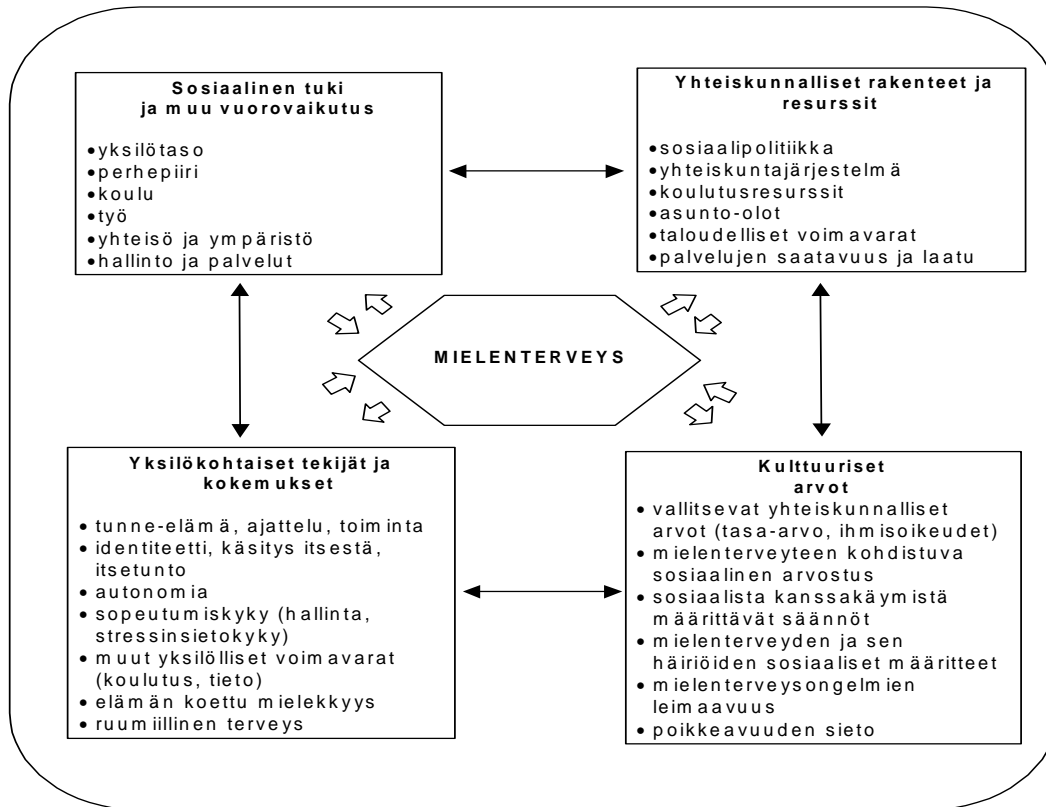 Sosiaalinen tuki
ja muu vuorovaikutus
•yksilötaso
•perhepiiri
•koulu
•työ
•yhteisö ja ympäristö
•hallinto ja palvelut
Yhteiskunnalliset rakenteet ja
resurssit
•sosiaalipolitiikka
•yhteiskuntajärjestelmä
•koulutusresurssit
•asunto-olot
•taloudelliset voimavarat
•palvelujen saatavuus ja laatu
MIELENTERVEYS
Yksilökohtaiset tekijät ja
kokemukset
• tunne-elämä, ajattelu, toiminta
• identiteetti, käsitys itsestä,
itsetunto
• autonomia
• sopeutumiskyky (hallinta,
stressinsietokyky)
• muut yksilölliset voimavarat
(koulutus, tieto)
• elämän koettu mielekkyys
• ruumiillinen terveys
Kulttuuriset
arvot
• vallitsevat yhteiskunnalliset
arvot (tasa-arvo, ihmisoikeudet)
• mielenterveyteen kohdistuva
sosiaalinen arvostus
• sosiaalista kanssakäymistä
määrittävät säännöt
• mielenterveyden ja sen
häiriöiden sosiaaliset määritteet
• mielenterveysongelmien
leimaavuus
• poikkeavuuden sieto